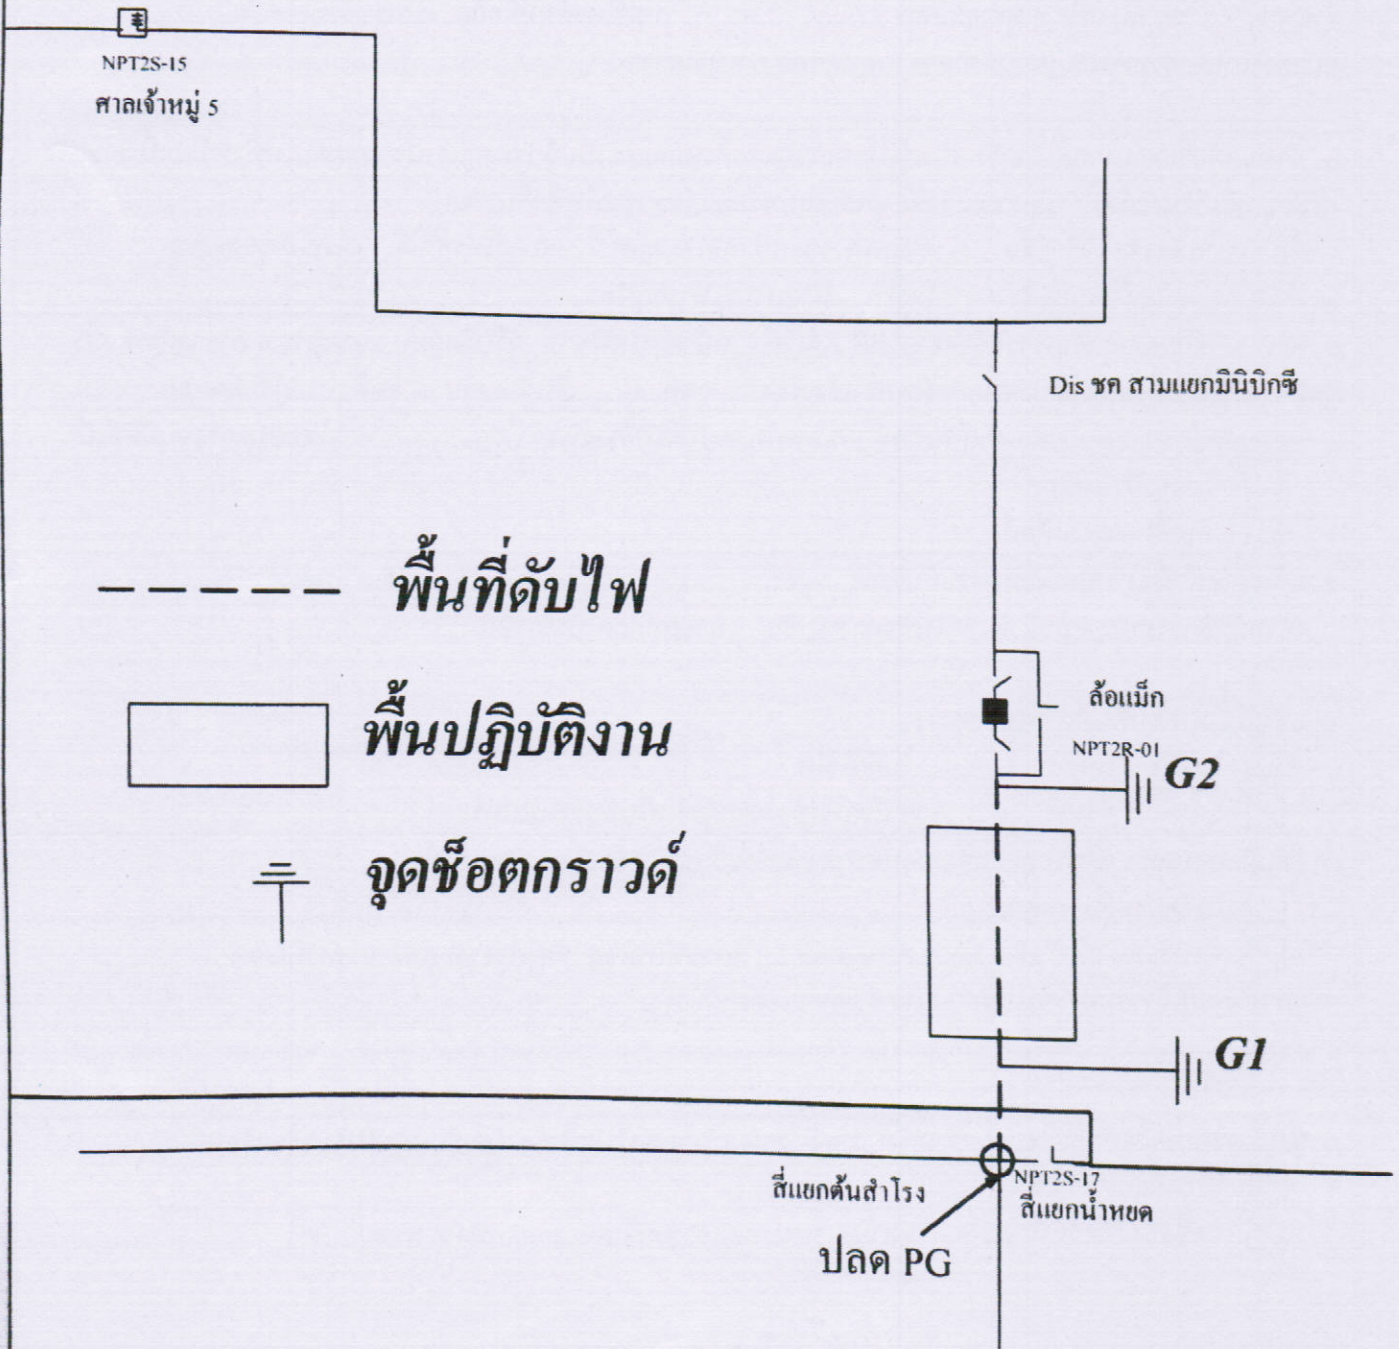 NPT2S-15
ศาลเจ้าหมู่ 5
Dis ชค สามแยกมินิบิกซี
พื้นที่ดับไฟ
ล้อแม็ก
พื้นปฏิบัติงาน
NPT2R-01
G2
จุดช็อตกราวด์
G1
สี่แยกต้นสำโรง
NPT2S-17
สี่แยกน้ำหยด
ปลด PG